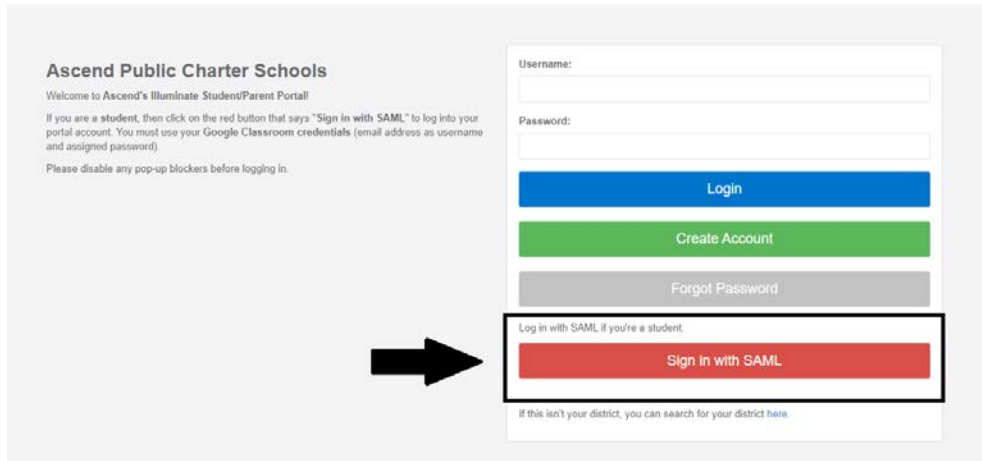 Ascend Public Charter Schools
Welcome to Ascend's Illuminate Student/Parent Portal!
If you are a student, then click on the red button that says "Sign in with SAML" to log into your
portal account. You must use your Google Classroom credentials (email address as username
and assigned password).
Please disable any pop-up blockers before logging in.
Username:
Password:
Login
Create Account
Forgot Password
Log in with SAML if you're a student:
Sign in with SAML
If this isn't your district, you can search for your district here.